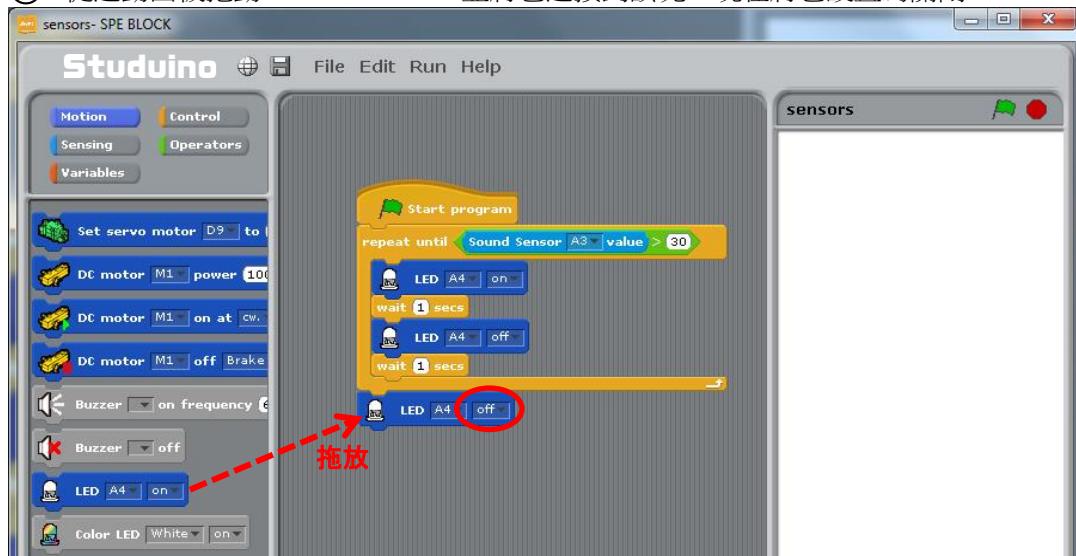 sensors- SPE BLOCK
Studuino File Edit Run Help
Motion Control
Sensing Operators
Variables
Set servo motor D9 to
DC motor M1 power 100
DC motor M1 on at cw.
DC motor M1 off Brake
Buzzer on frequency
Buzzer off
LED A4 on
Color LED White on
Start program
repeat until Sound Sensor A3 value > 30
LED A4 on
wait 1 secs
LED A4 off
wait 1 secs
LED A4 off
拖放
sensors